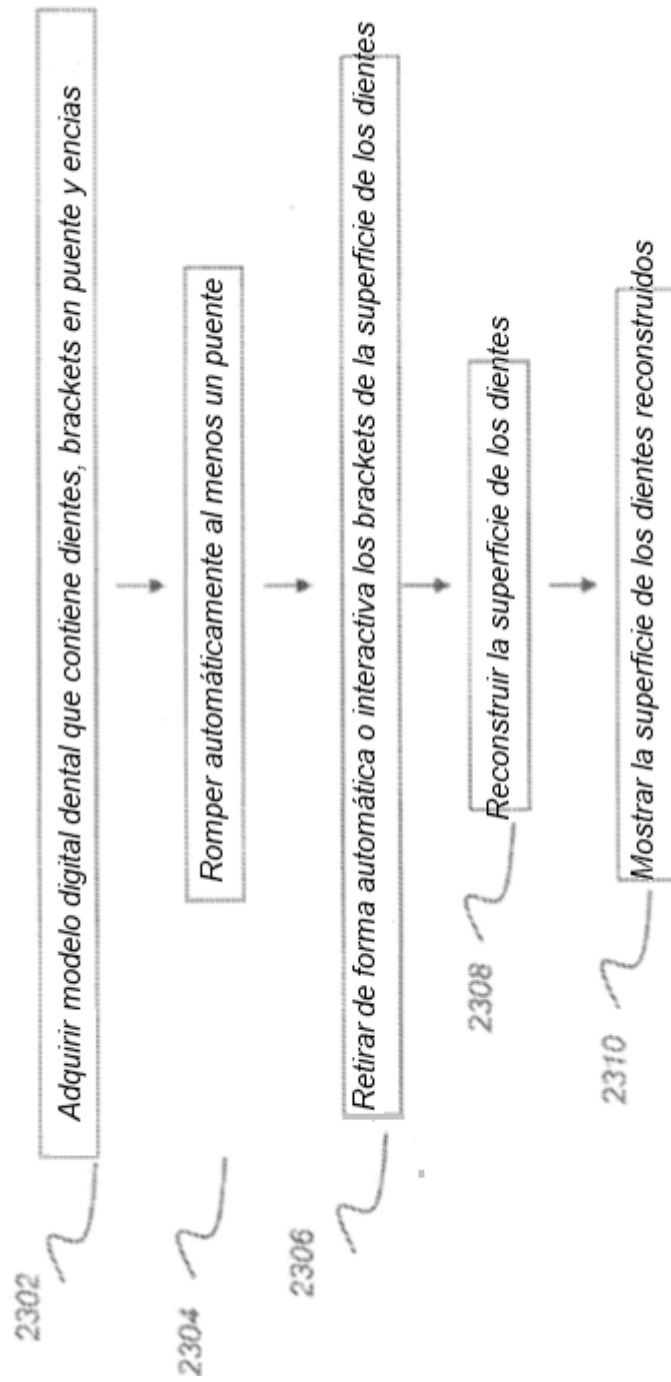 2302
Adquirir modelo digital dental que contiene dientes, brackets en puente y encias
2304
Romper automáticamente al menos un puente
2306
Retirar de forma automática o interactiva los brackets de la superficie de los dientes
2308
Reconstruir la superficie de los dientes
2310
Mostrar la superficie de los dientes reconstruidos